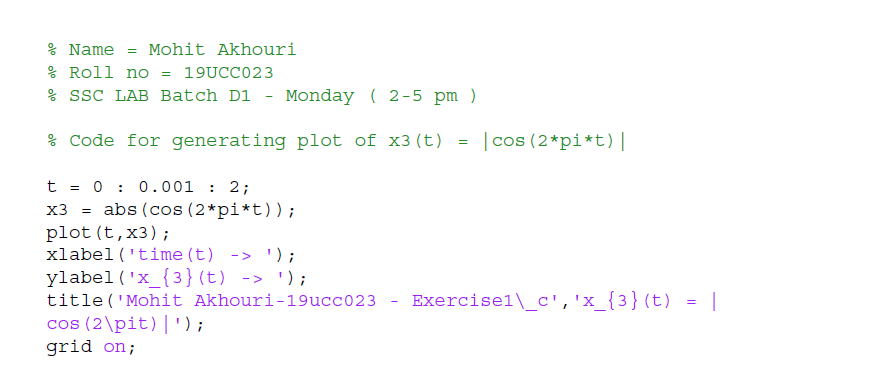 % Name = Mohit Akhouri
% Roll no = 19UCC023
% SSC LAB Batch D1 - Monday ( 2-5 pm )
% Code for generating plot of x3(t) = |cos(2*pi*t)|
t = 0 : 0.001 : 2;
x3 = abs(cos(2*pi*t));
plot(t,x3);
xlabel('time(t) -> ');
ylabel('x_{3}(t) -> ');
title('Mohit Akhouri-19ucc023 - Exercise1\_c','x_{3}(t) = |
cos(2\pit)|');
grid on;